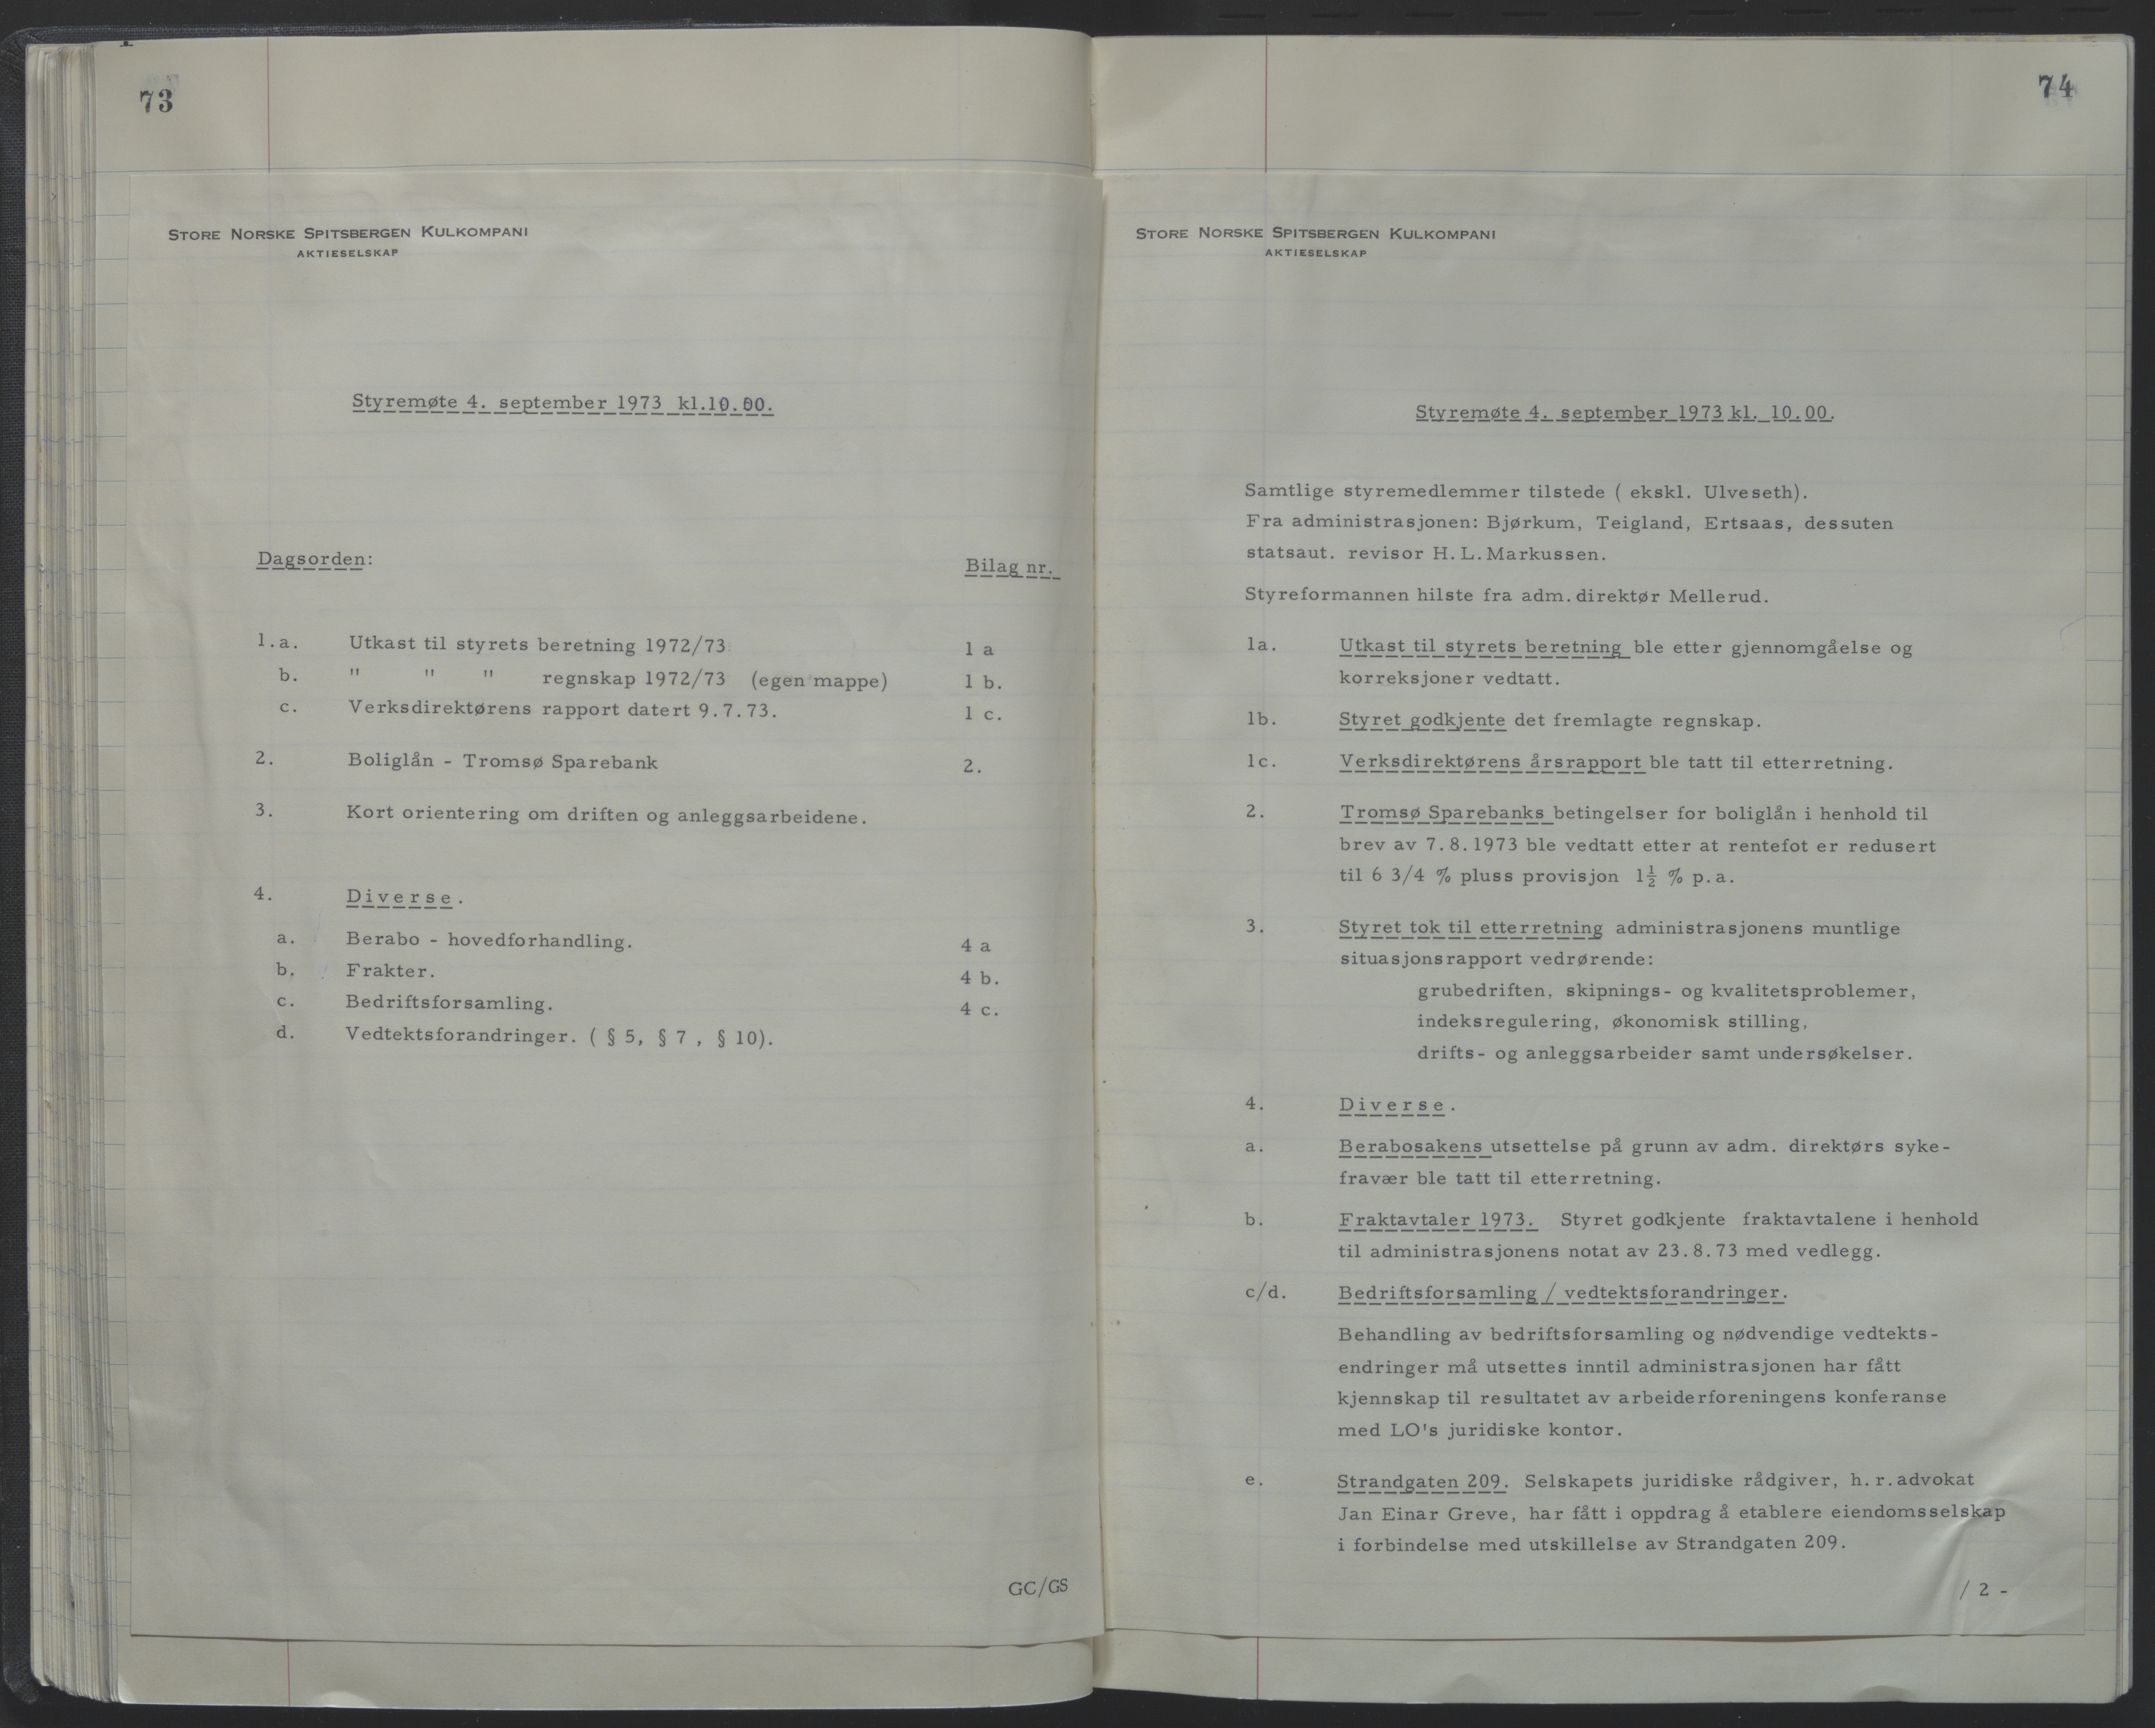 73
STORE NORSKE SPITSBERGEN KULKOMPANI
AKTIESELSKAP
Styremøte 4. september 1973 kl.10.00.
Dagsorden:
Bilag nr.
1.a. Utkast til styrets beretning 1972/73 1 a
b. " " " regnskap 1972/73 (egen mappe) 1 b.
c. Verksdirektørens rapport datert 9.7.73. 1 c.
2. Boliglån - Tromsø Sparebank 2.
3. Kort orientering om driften og anleggsarbeidene.
4. Diverse.
a. Berabo - hovedforhandling. 4 a
b. Frakter. 4 b.
c. Bedriftsforsamling. 4 c.
d. Vedtektsforandringer. ( § 5, § 7 , § 10).
GC/GS
74
STORE NORSKE SPITSBERGEN KULKOMPANI
AKTIESELSKAP
Styremøte 4. september 1973 kl. 10.00.
Samtlige styremedlemmer tilstede ( ekskl. Ulveseth).
Fra administrasjonen: Bjørkum, Teigland, Ertsaas, dessuten
statsaut. revisor H.L.Markussen.
Styreformannen hilste fra adm.direktør Mellerud.
1a. Utkast til styrets beretning ble etter gjennomgåelse og
korreksjoner vedtatt.
1b. Styret godkjente det fremlagte regnskap.
1c. Verksdirektørens årsrapport ble tatt til etterretning.
2. Tromsø Sparebanks betingelser for boliglån i henhold til
brev av 7.8.1973 ble vedtatt etter at rentefot er redusert
til 6 3/4 % pluss provisjon 1½ % p.a.
3. Styret tok til etterretning administrasjonens muntlige
situasjonsrapport vedrørende:
grubedriften, skipnings- og kvalitetsproblemer,
indeksregulering, økonomisk stilling,
drifts- og anleggsarbeider samt undersøkelser.
4. Diverse.
a. Berabosakens utsettelse på grunn av adm. direktørs syke-
fravær ble tatt til etterretning.
b. Fraktavtaler 1973. Styret godkjente fraktavtalene i henhold
til administrasjonens notat av 23.8.73 med vedlegg.
c/d. Bedriftsforsamling / vedtektsforandringer.
Behandling av bedriftsforsamling og nødvendige vedtekts-
endringer må utsettes inntil administrasjonen har fått
kjennskap til resultatet av arbeiderforeningens konferanse
med LO's juridiske kontor.
e. Strandgaten 209. Selskapets juridiske rådgiver, h.r.advokat
Jan Einar Greve, har fått i oppdrag å etablere eiendomsselskap
i forbindelse med utskillelse av Strandgaten 209.
/ 2 -